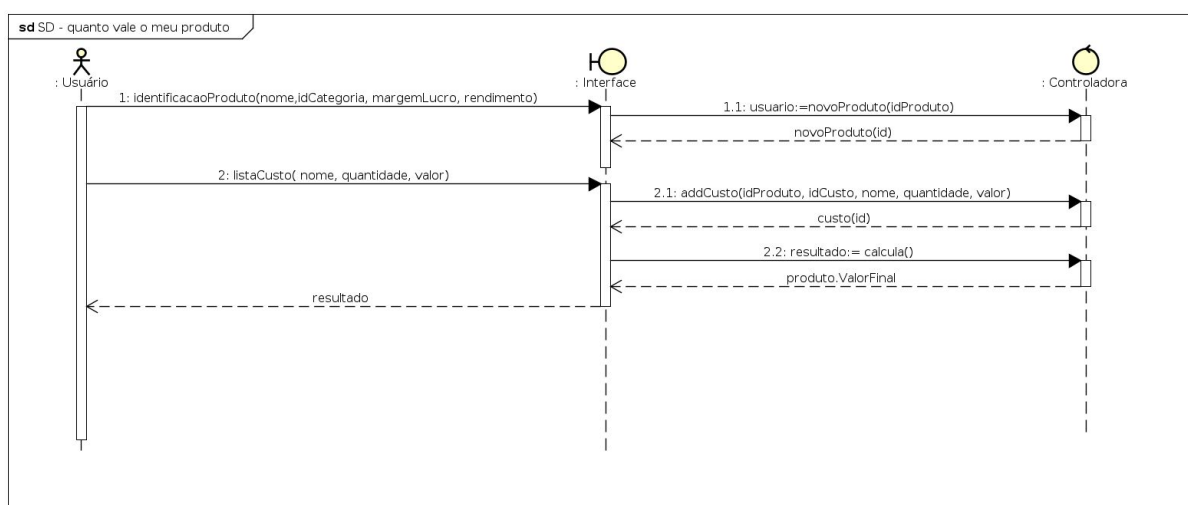 sd SD - quanto vale o meu produto
: Usuário
: Interface
: Controladora
1: identificacaoProduto(nome,idCategoria, margemLucro, rendimento)
1.1: usuario:=novoProduto(idProduto)
novoProduto(id)
2: listaCusto( nome, quantidade, valor)
2.1: addCusto(idProduto, idCusto, nome, quantidade, valor)
custo(id)
2.2: resultado:= calcula()
produto.ValorFinal
resultado